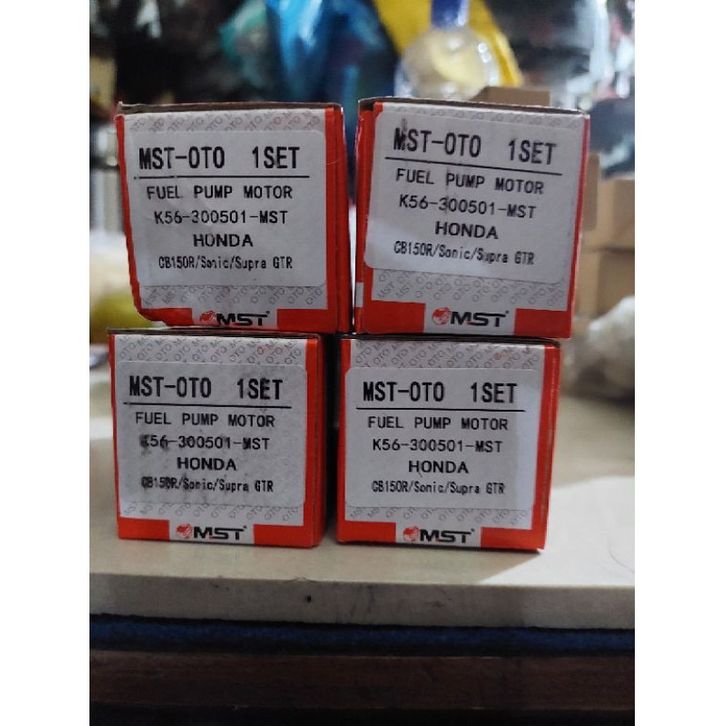 MST-OTO 1SET
FUEL PUMP MOTOR
K56-300501-MST
HONDA
CB150R/Sonic/Supra GTR
MST
MST-OTO 1SET
FUEL PUMP MOTOR
K56-300501-MST
HONDA
CB150R/Sonic/Supra GTR
MST
MST-OTO 1SET
FUEL PUMP MOTOR
K56-300501-MST
HONDA
CB150R/Sonic/Supra GTR
MST
MST-OTO 1SET
FUEL PUMP MOTOR
K56-300501-MST
HONDA
CB150R/Sonic/Supra GTR
MST